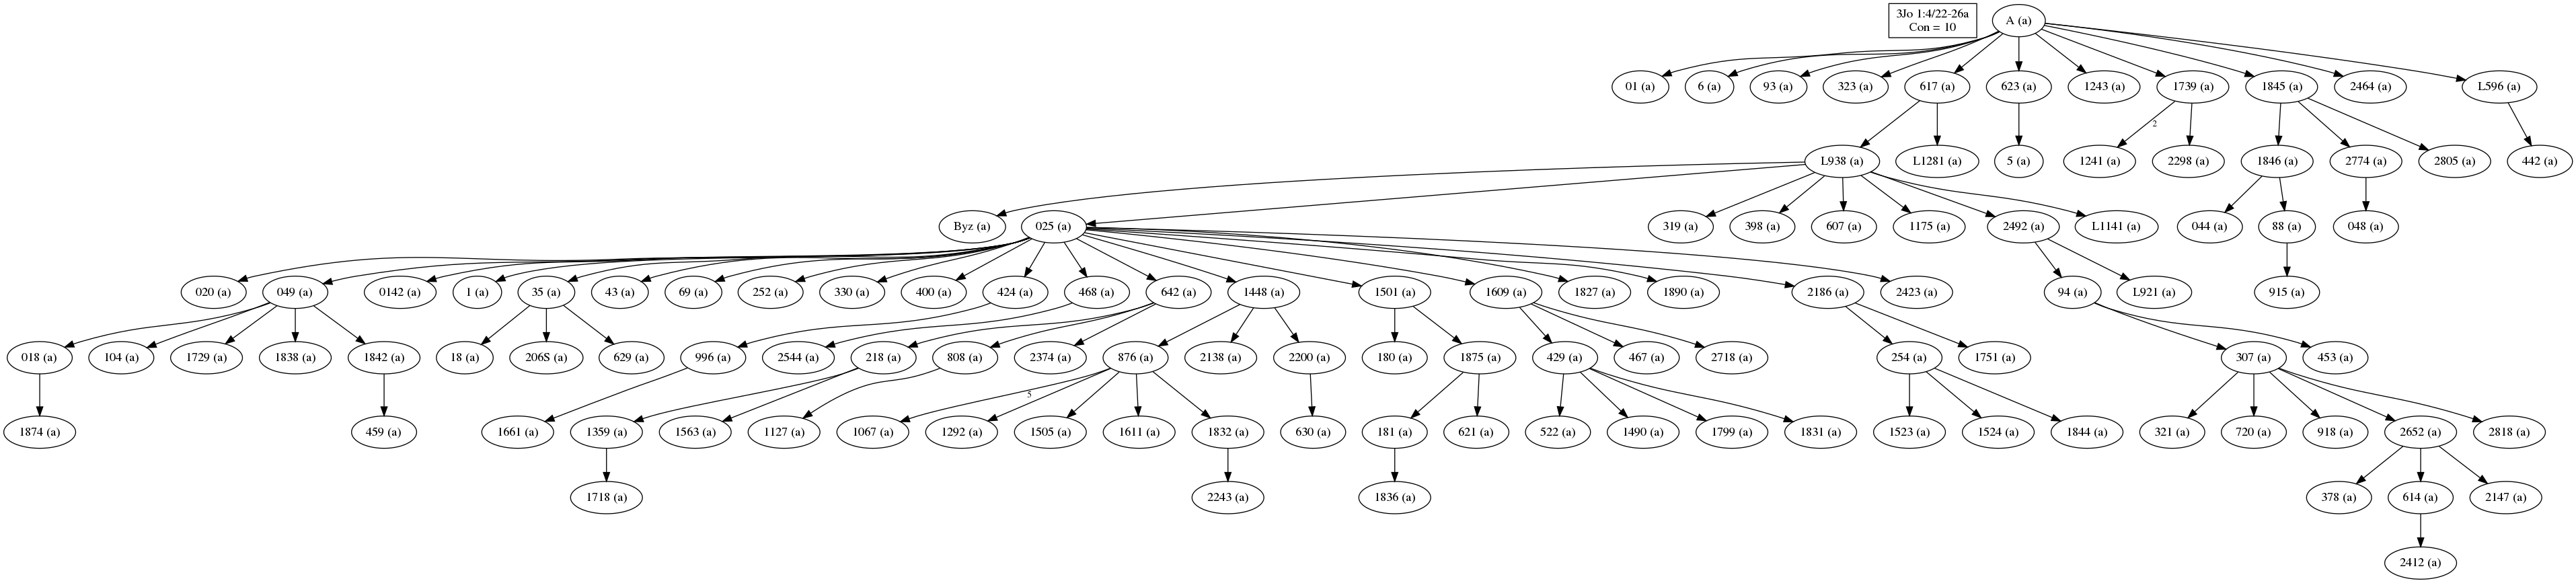 3Jo 1:4/22-26a
Con = 10
A (a)
01 (a)
6 (a)
93 (a)
323 (a)
617 (a)
623 (a)
1243 (a)
1739 (a)
1845 (a)
2464 (a)
L596 (a)
2
L938 (a)
L1281 (a)
5 (a)
1241 (a)
2298 (a)
1846 (a)
2774 (a)
2805 (a)
442 (a)
Byz (a)
025 (a)
319 (a)
398 (a)
607 (a)
1175 (a)
2492 (a)
L1141 (a)
044 (a)
88 (a)
048 (a)
020 (a)
049 (a)
0142 (a)
1 (a)
35 (a)
43 (a)
69 (a)
252 (a)
330 (a)
400 (a)
424 (a)
468 (a)
642 (a)
1448 (a)
1501 (a)
1609 (a)
1827 (a)
1890 (a)
2186 (a)
2423 (a)
94 (a)
L921 (a)
915 (a)
018 (a)
104 (a)
1729 (a)
1838 (a)
1842 (a)
18 (a)
206S (a)
629 (a)
996 (a)
2544 (a)
218 (a)
808 (a)
2374 (a)
876 (a)
2138 (a)
2200 (a)
180 (a)
1875 (a)
429 (a)
467 (a)
2718 (a)
254 (a)
1751 (a)
307 (a)
453 (a)
5
1874 (a)
459 (a)
1661 (a)
1359 (a)
1563 (a)
1127 (a)
1067 (a)
1292 (a)
1505 (a)
1611 (a)
1832 (a)
630 (a)
181 (a)
621 (a)
522 (a)
1490 (a)
1799 (a)
1831 (a)
1523 (a)
1524 (a)
1844 (a)
321 (a)
720 (a)
918 (a)
2652 (a)
2818 (a)
1718 (a)
2243 (a)
1836 (a)
378 (a)
614 (a)
2147 (a)
2412 (a)